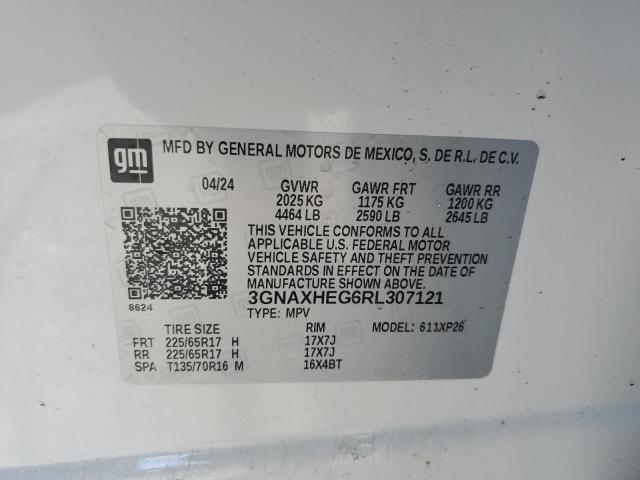 gm
MFD BY GENERAL MOTORS DE MEXICO, S. DE R.L. DE C.V.
04/24 GVWR GAWR FRT GAWR RR
2025 KG 1175 KG 1200 KG
4464 LB 2590 LB 2645 LB
THIS VEHICLE CONFORMS TO ALL
APPLICABLE U.S. FEDERAL MOTOR
VEHICLE SAFETY AND THEFT PREVENTION
STANDARDS IN EFFECT ON THE DATE OF
MANUFACTURE SHOWN ABOVE.
8624 3GNAXHEG6RL307121
TYPE: MPV MODEL: 611XP26
TIRE SIZE RIM
FRT 225/65R17 H 17X7J
RR 225/65R17 H 17X7J
SPA T135/70R16 M 16X4BT